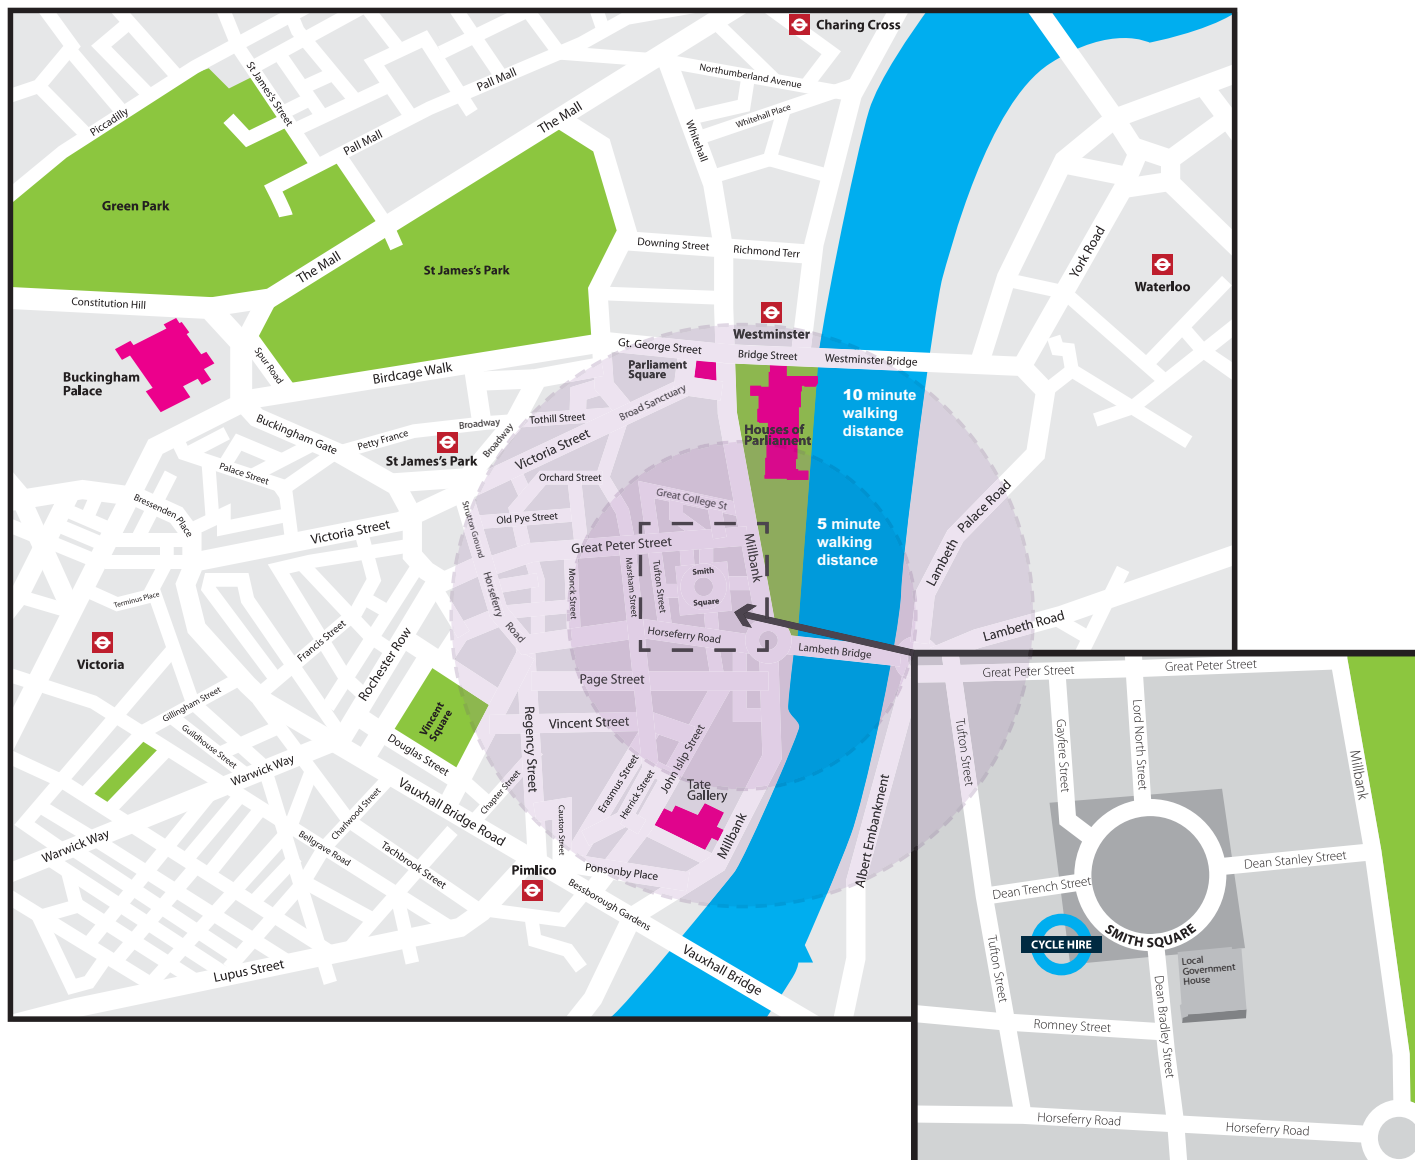 Charing Cross
Northumberland Avenue
Whitehall Place
Whitehall
Pall Mall
St James's Street
Piccadilly
The Mall
Pall Mall
Green Park
St James's Park
The Mall
Constitution Hill
Downing Street
Richmond Terr
York Road
Waterloo
Westminster
Gt. George Street
Bridge Street
Westminster Bridge
Parliament
Square
Buckingham
Palace
Spur Road
Birdcage Walk
10 minute
walking
distance
Houses of
Parliament
Broad Sanctuary
Tothill Street
Broadway
Broadway
Victoria Street
Petty France
Buckingham Gate
St James's Park
Palace Street
Orchard Street
Great College St
Bressenden Place
Victoria Street
Strutton Ground
Old Pye Street
Great Peter Street
Millbank
5 minute
walking
distance
Lambeth
Palace Road
Monck Street
Marsham Street
Tufton Street
Smith
Square
Horseferry
Road
Horseferry Road
Lambeth Bridge
Lambeth Road
Terminus Place
Victoria
Francis Street
Rochester Row
Page Street
Gillingham Street
Guildhouse Street
Vincent
Square
Vincent Street
Regency Street
Douglas Street
Warwick Way
Vauxhall Bridge Road
Chapter Street
Erasmus Street
Herrick Street
John Islip Street
Tate
Gallery
Millbank
Albert Embankment
Causton Street
Charlwood Street
Bellgrave Road
Tachbrook Street
Warwick Way
Pimlico
Ponsonby Place
Bessborough Gardens
Vauxhall Bridge
Lupus Street
Great Peter Street
Great Peter Street
Tufton Street
Gayfere Street
Lord North Street
Millbank
Dean Stanley Street
Dean Trench Street
CYCLE HIRE
SMITH SQUARE
Local
Government
House
Tufton Street
Dean Bradley Street
Romney Street
Horseferry Road
Horseferry Road